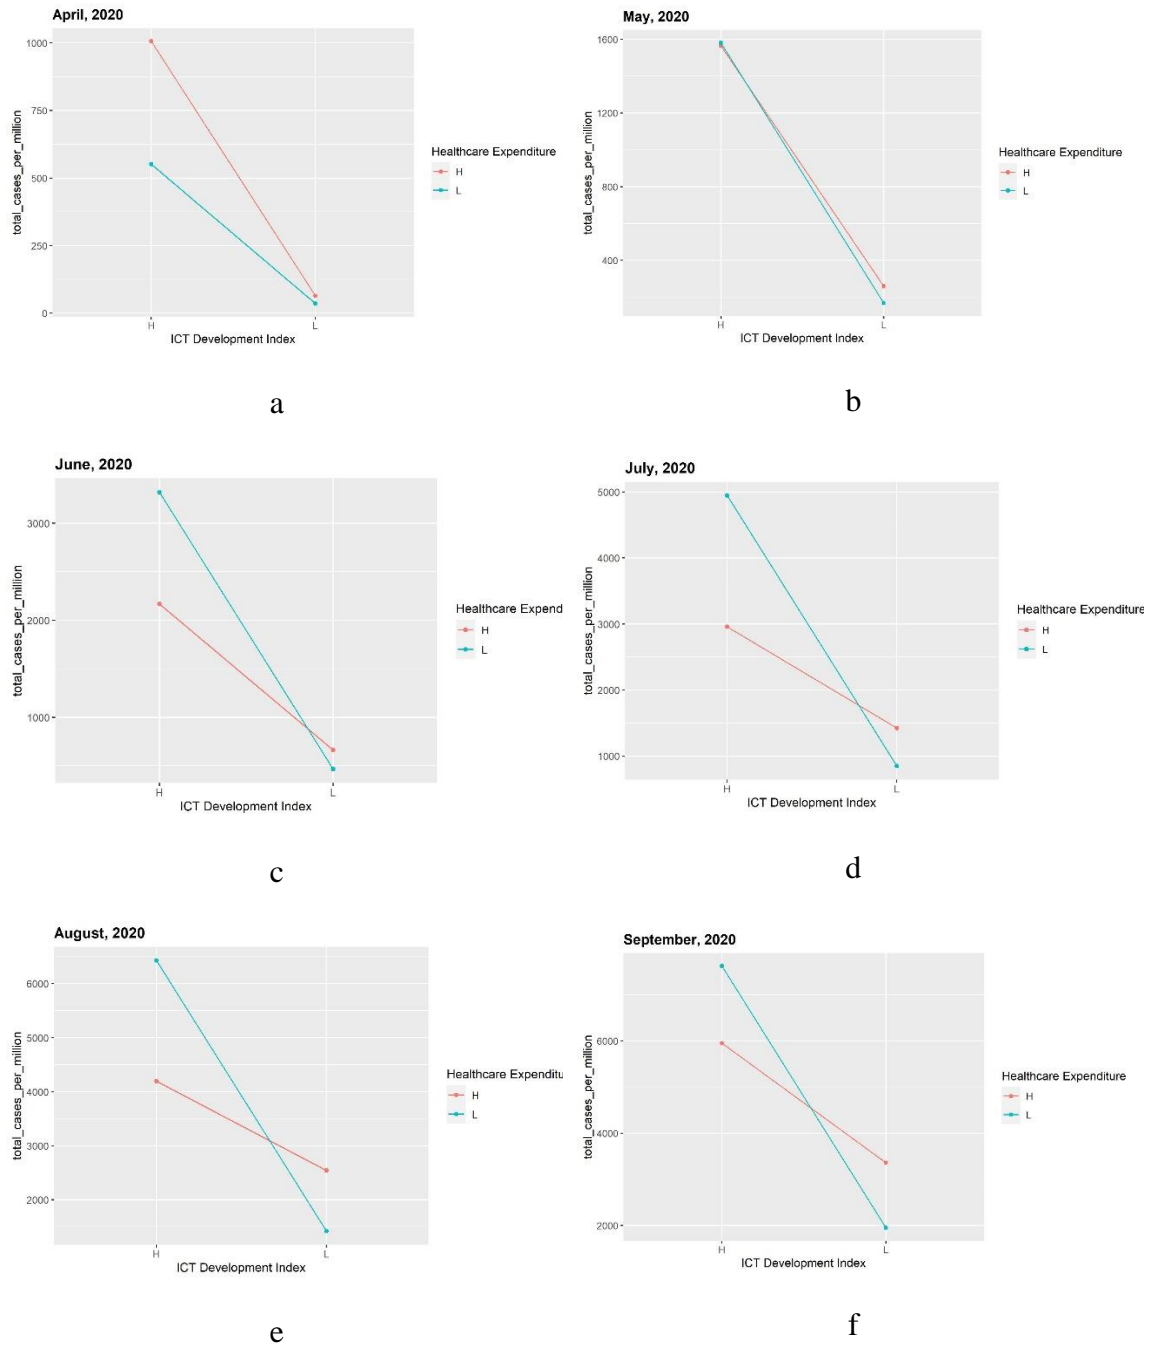 April, 2020
1000
750
500
250
0
total_cases_per_million
H
L
ICT Development Index
Healthcare Expenditure
H
L
a
May, 2020
1600
1200
800
400
total_cases_per_million
H
L
ICT Development Index
Healthcare Expenditure
H
L
b
June, 2020
3000
2000
1000
total_cases_per_million
H
L
ICT Development Index
Healthcare Expend
H
L
c
July, 2020
5000
4000
3000
2000
1000
total_cases_per_million
H
L
ICT Development Index
Healthcare Expenditure
H
L
d
August, 2020
6000
5000
4000
3000
2000
total_cases_per_million
H
L
ICT Development Index
Healthcare Expenditu
H
L
e
September, 2020
6000
4000
2000
total_cases_per_million
H
L
ICT Development Index
Healthcare Expenditure
H
L
f